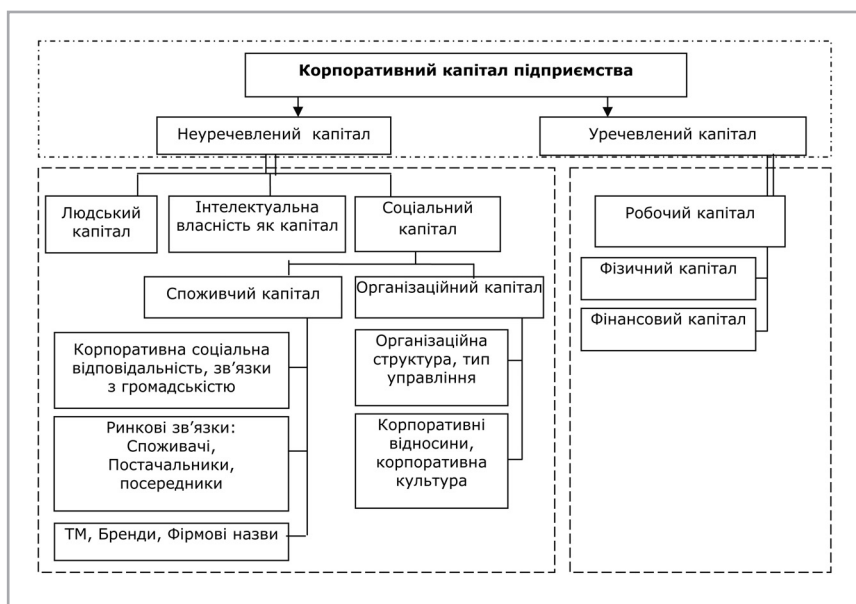 Корпоративний капітал підприємства
Неуречевлений капітал
Уречевлений капітал
Людський
капітал
Інтелектуальна
власність як капітал
Соціальний
капітал
Робочий капітал
Фізичний капітал
Фінансовий капітал
Споживчий капітал
Організаційний капітал
Корпоративна соціальна
відповідальність, зв’язки
з громадськістю
Ринкові зв’язки:
Споживачі,
Постачальники,
посередники
ТМ, Бренди, Фірмові назви
Організаційна
структура, тип
управління
Корпоративні
відносини,
корпоративна
культура